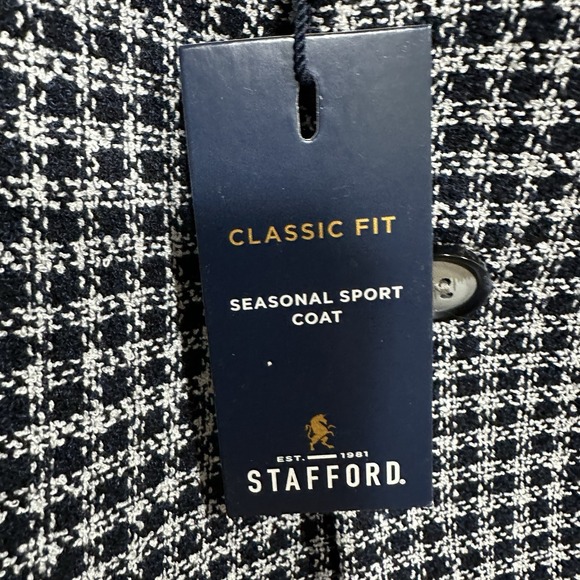 CLASSIC FIT
SEASONAL SPORT
COAT
EST. 1981
STAFFORD.